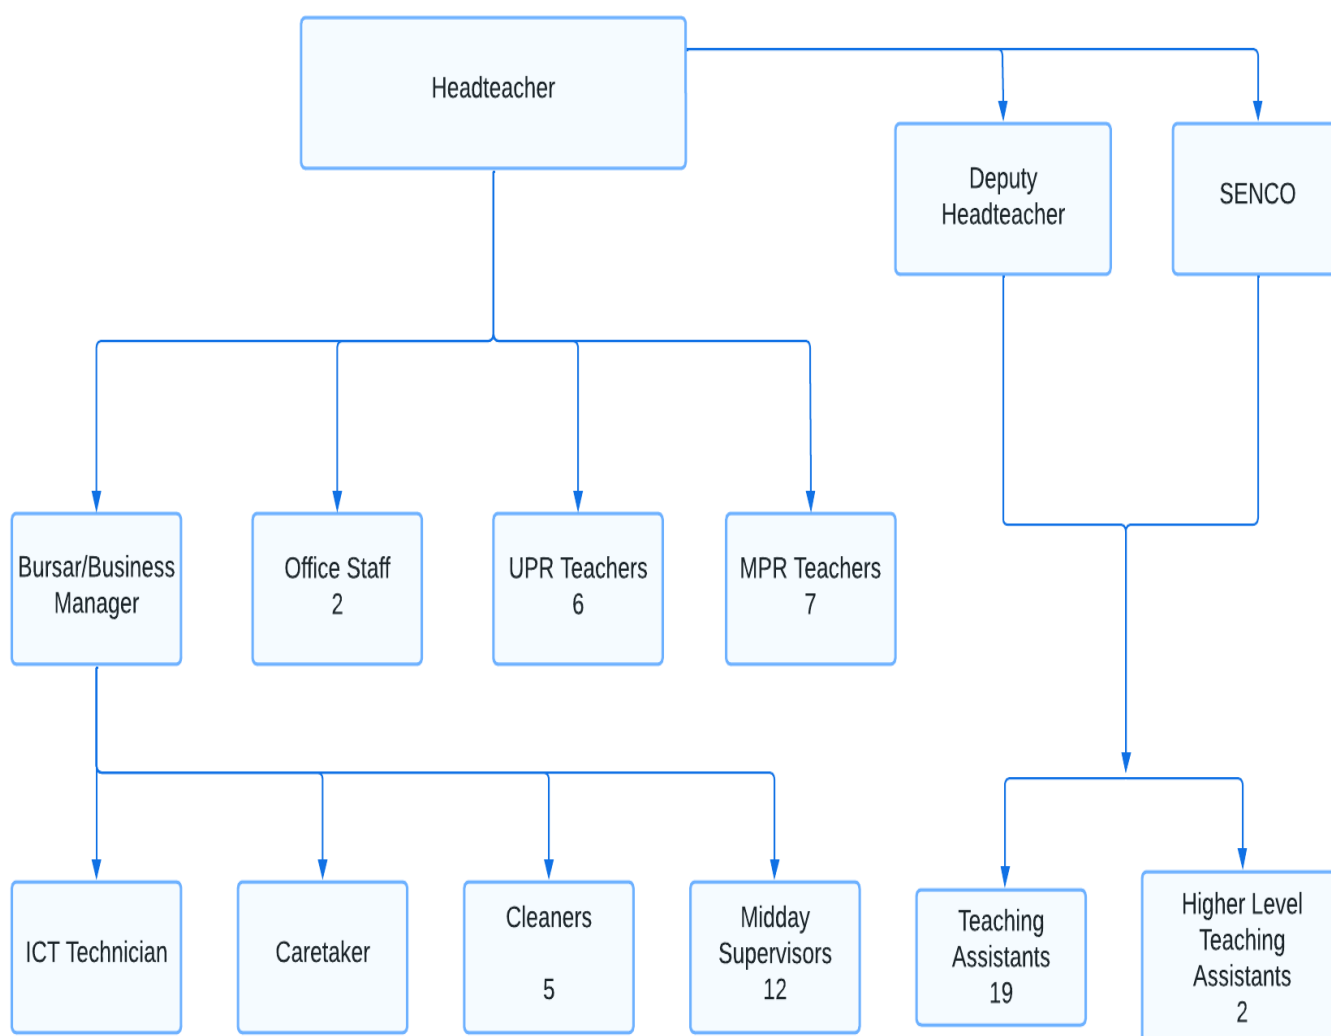 Headteacher
Deputy
Headteacher
SENCO
Bursar/Business
Manager
Office Staff
2
UPR Teachers
6
MPR Teachers
7
ICT Technician
Caretaker
Cleaners
5
Midday
Supervisors
12
Teaching
Assistants
19
Higher Level
Teaching
Assistants
2